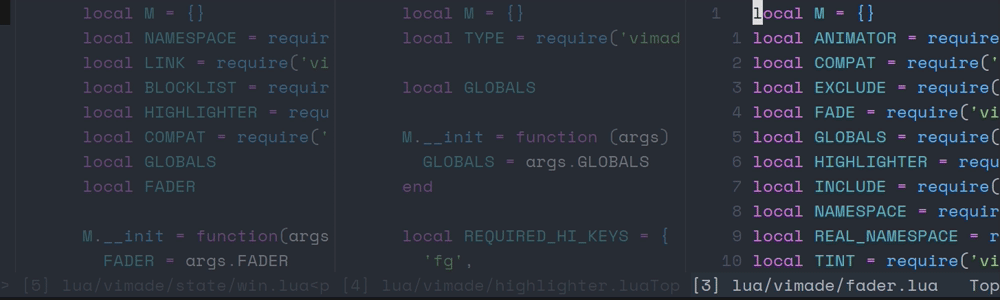 local M = {}
local NAMESPACE = requir
local LINK = require('vi
local BLOCKLIST = requir
local HIGHLIGHTER = requ
local COMPAT = require('
local GLOBALS
local FADER
M.__init = function(args
FADER = args.FADER
> [5] lua/vimade/state/win.lua<p
local M = {}
local TYPE = require('vimad
local GLOBALS
M.__init = function (args)
GLOBALS = args.GLOBALS
end
local REQUIRED_HI_KEYS = {
'fg',
[4] lua/vimade/highlighter.luaTop
1 local M = {}
1 local ANIMATOR = require
2 local COMPAT = require('
3 local EXCLUDE = require(
4 local FADE = require('vi
5 local GLOBALS = require(
6 local HIGHLIGHTER = requ
7 local INCLUDE = require(
8 local NAMESPACE = requir
9 local REAL_NAMESPACE = r
10 local TINT = require('vi
[3] lua/vimade/fader.lua Top